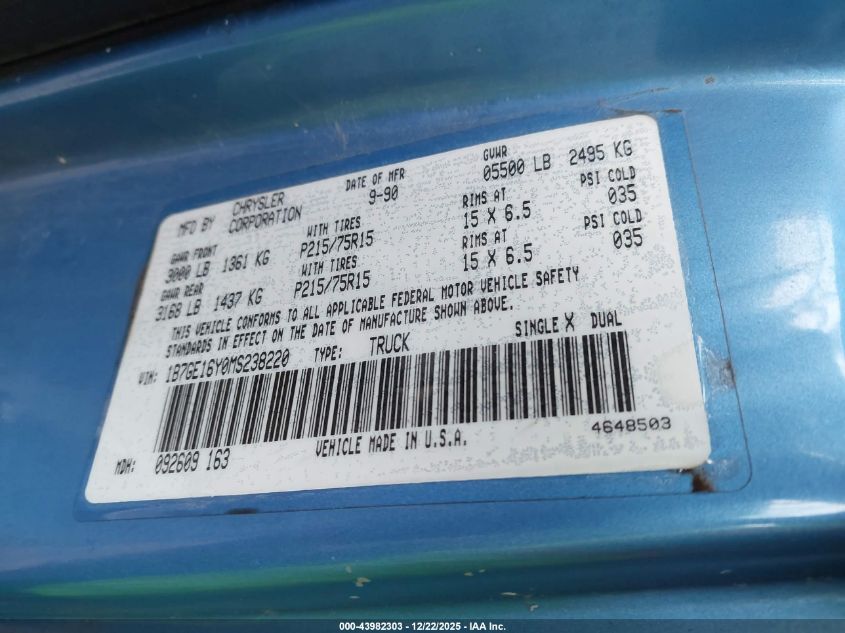 MFD BY CHRYSLER CORPORATION DATE OF MFR 9-90 GVWR 05500 LB 2495 KG
GAWR FRONT WITH TIRES RIMS AT PSI COLD
3000 LB 1361 KG P215/75R15 15 X 6.5 035
GAWR REAR WITH TIRES RIMS AT PSI COLD
3168 LB 1437 KG P215/75R15 15 X 6.5 035
THIS VEHICLE CONFORMS TO ALL APPLICABLE FEDERAL MOTOR VEHICLE SAFETY
STANDARDS IN EFFECT ON THE DATE OF MANUFACTURE SHOWN ABOVE.
SINGLE X DUAL
VIN: 1B7GE16Y0MS238220 TYPE: TRUCK
4648503
MDH: 092609 163 VEHICLE MADE IN U.S.A.
000-43982303 - 12/22/2025 - IAA Inc.